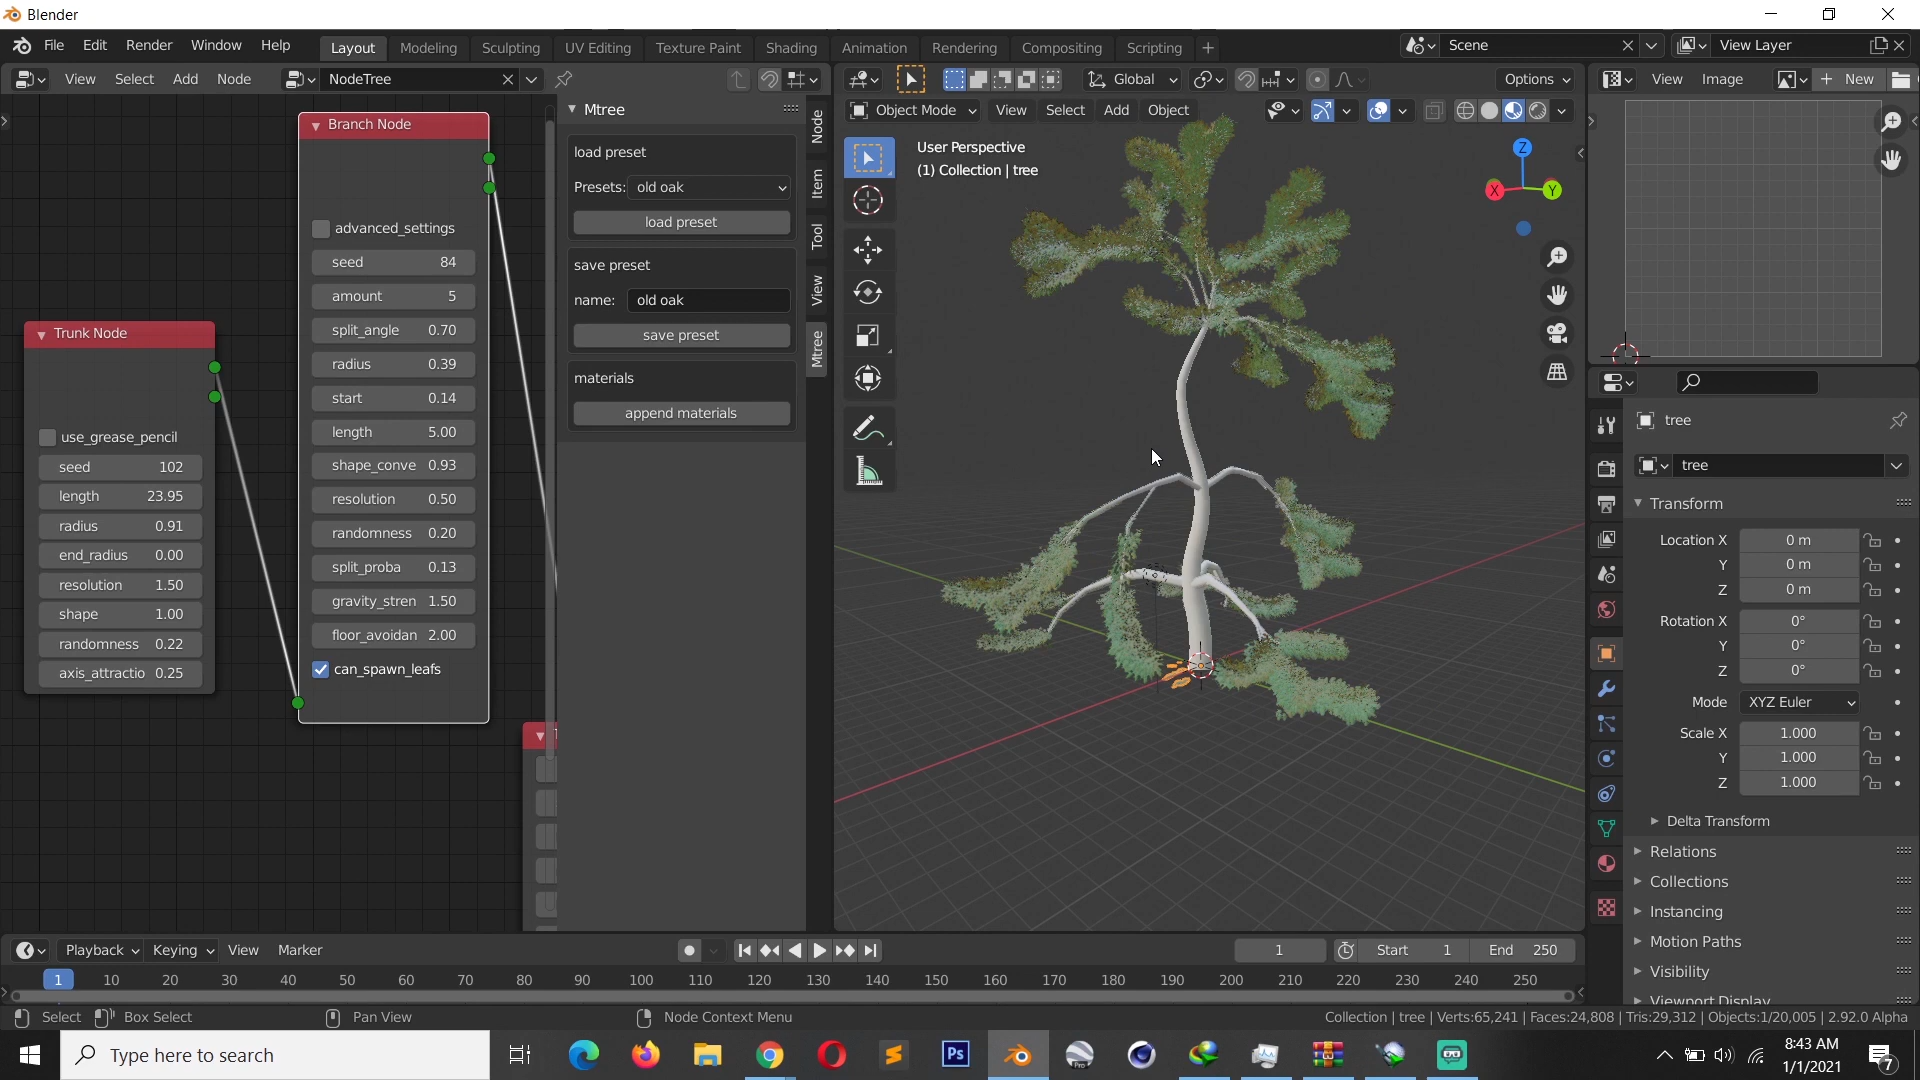 Blender
File Edit Render Window Help
Layout Modeling Sculpting UV Editing Texture Paint Shading Animation Rendering Compositing Scripting +
Scene
View Layer
View Select Add Node
NodeTree
Global
Options
View Image
New
Branch Node
advanced_settings
seed 84
amount 5
split_angle 0.70
radius 0.39
start 0.14
length 5.00
shape_conve 0.93
resolution 0.50
randomness 0.20
split_proba 0.13
gravity_stren 1.50
floor_avoidan 2.00
can_spawn_leafs
Trunk Node
use_grease_pencil
seed 102
length 23.95
radius 0.91
end_radius 0.00
resolution 1.50
shape 1.00
randomness 0.22
axis_attractio 0.25
Mtree
load preset
Presets: old oak
load preset
save preset
name: old oak
save preset
materials
append materials
Node
Item
Tool
View
Mtree
Object Mode View Select Add Object
User Perspective
(1) Collection | tree
Z
X
Y
tree
tree
Transform
Location X 0 m
Y 0 m
Z 0 m
Rotation X 0°
Y 0°
Z 0°
Mode XYZ Euler
Scale X 1.000
Y 1.000
Z 1.000
Delta Transform
Relations
Collections
Instancing
Motion Paths
Visibility
Viewport Display
Playback Keying View Marker
1
Start 1
End 250
1 10 20 30 40 50 60 70 80 90 100 110 120 130 140 150 160 170 180 190 200 210 220 230 240 250
Select Box Select Pan View Node Context Menu
Collection | tree | Verts:65,241 | Faces:24,808 | Tris:29,312 | Objects:1/20,005 | 2.92.0 Alpha
Type here to search
Ps
Pro
8:43 AM
1/1/2021
7